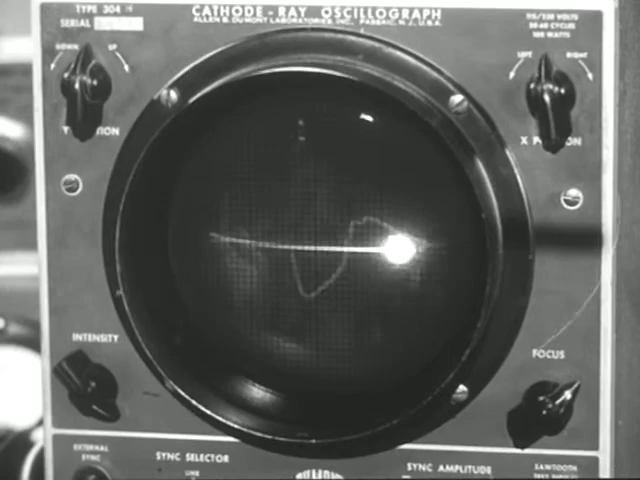 TYPE 304 H
CATHODE-RAY OSCILLOGRAPH
SERIAL
ALLEN B. DUMONT LABORATORIES INC., PASSAIC, N.J., U.S.A.
115/230 VOLTS
50-60 CYCLES
100 WATTS
DOWN UP
LEFT RIGHT
Y POSITION
X POSITION
INTENSITY
FOCUS
EXTERNAL
SYNC
SYNC SELECTOR
LINE
DUMONT
SYNC AMPLITUDE
SAWTOOTH